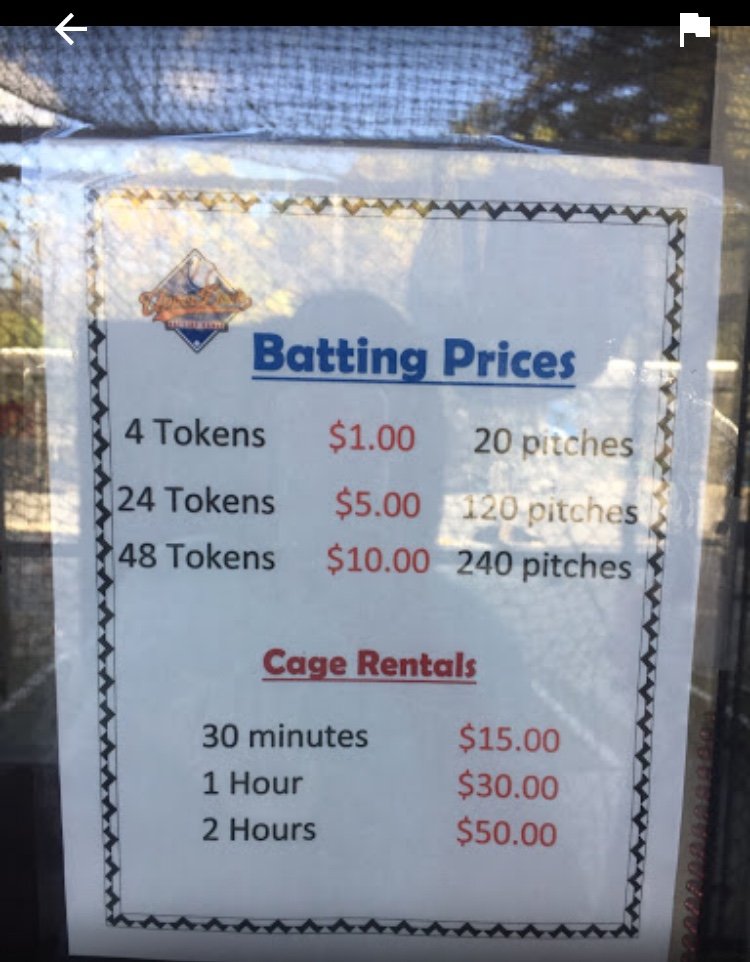 Batting Prices
4 Tokens $1.00 20 pitches
24 Tokens $5.00 120 pitches
48 Tokens $10.00 240 pitches
Cage Rentals
30 minutes $15.00
1 Hour $30.00
2 Hours $50.00